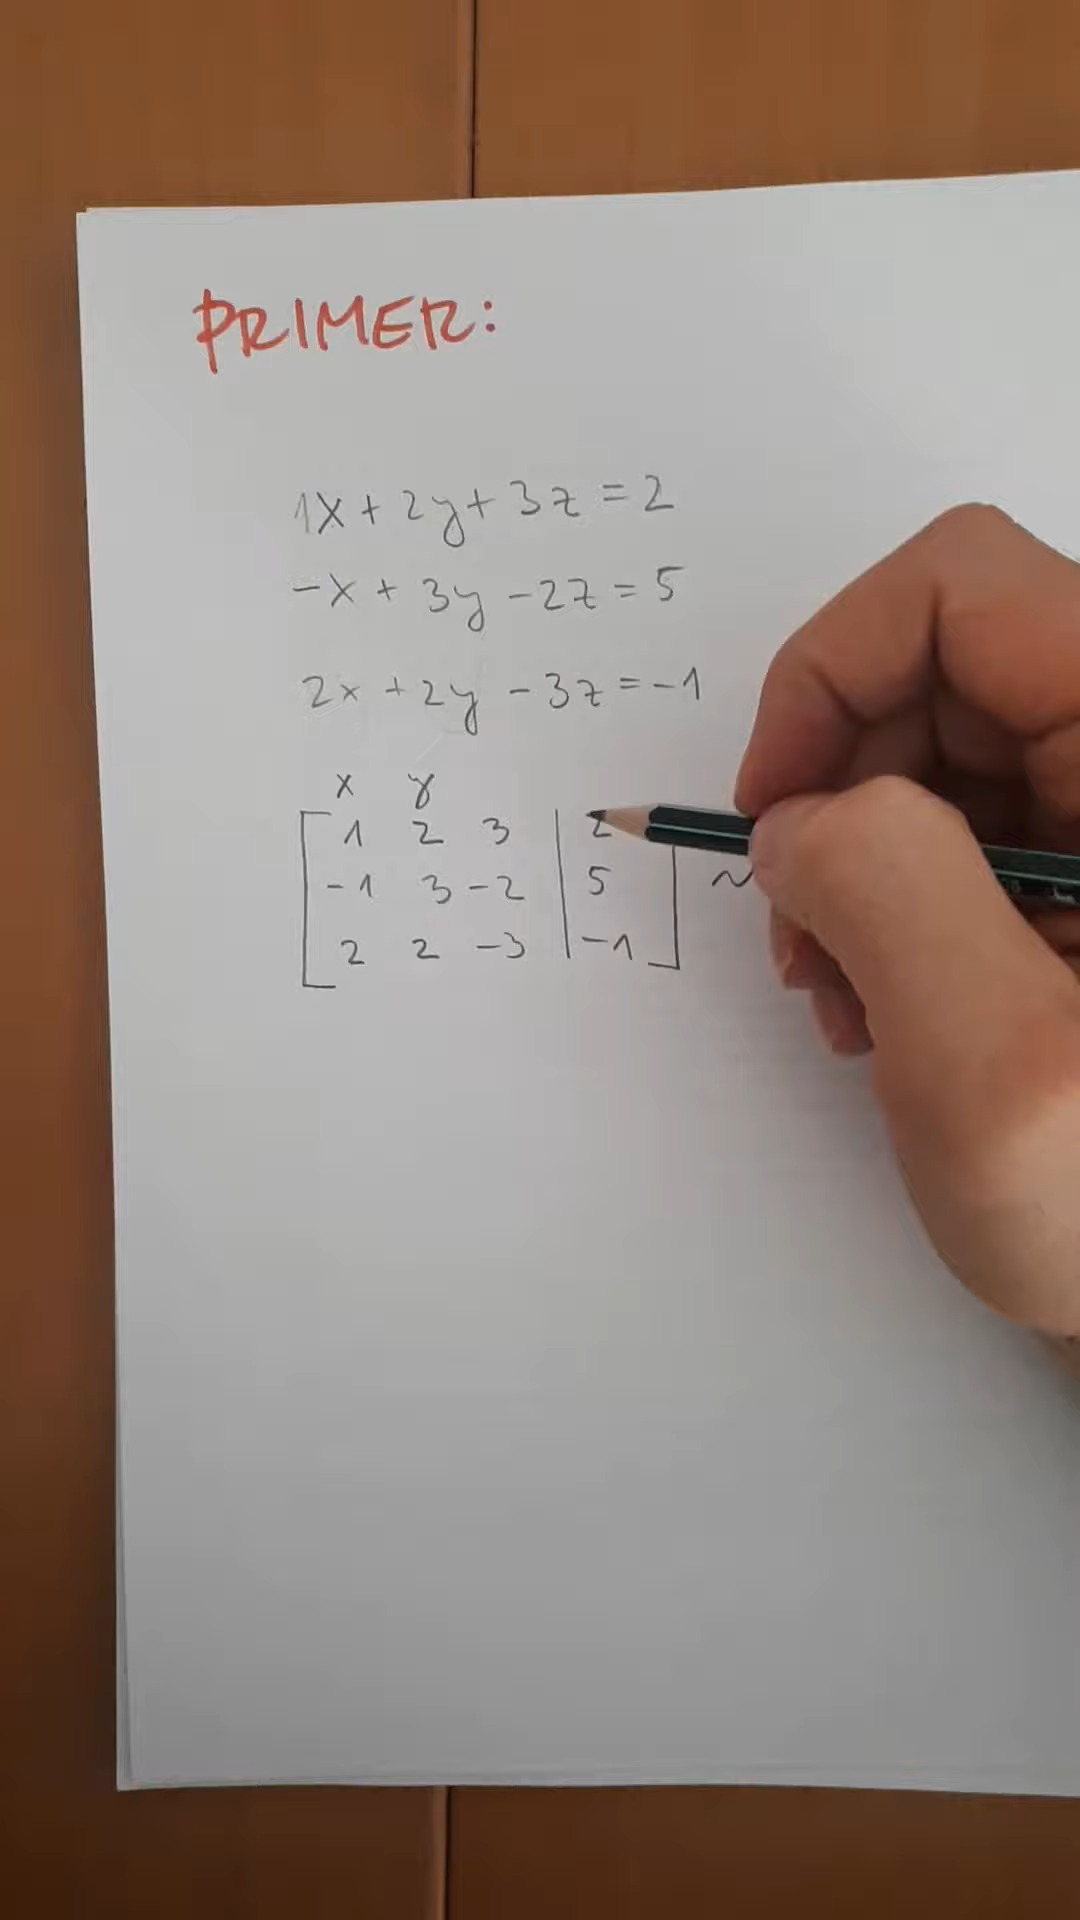 PRIMER:
1x + 2y + 3z = 2
-x + 3y - 2z = 5
2x + 2y - 3z = -1
x y
1 2 3 | 2
-1 3 -2 | 5 ~
2 2 -3 | -1